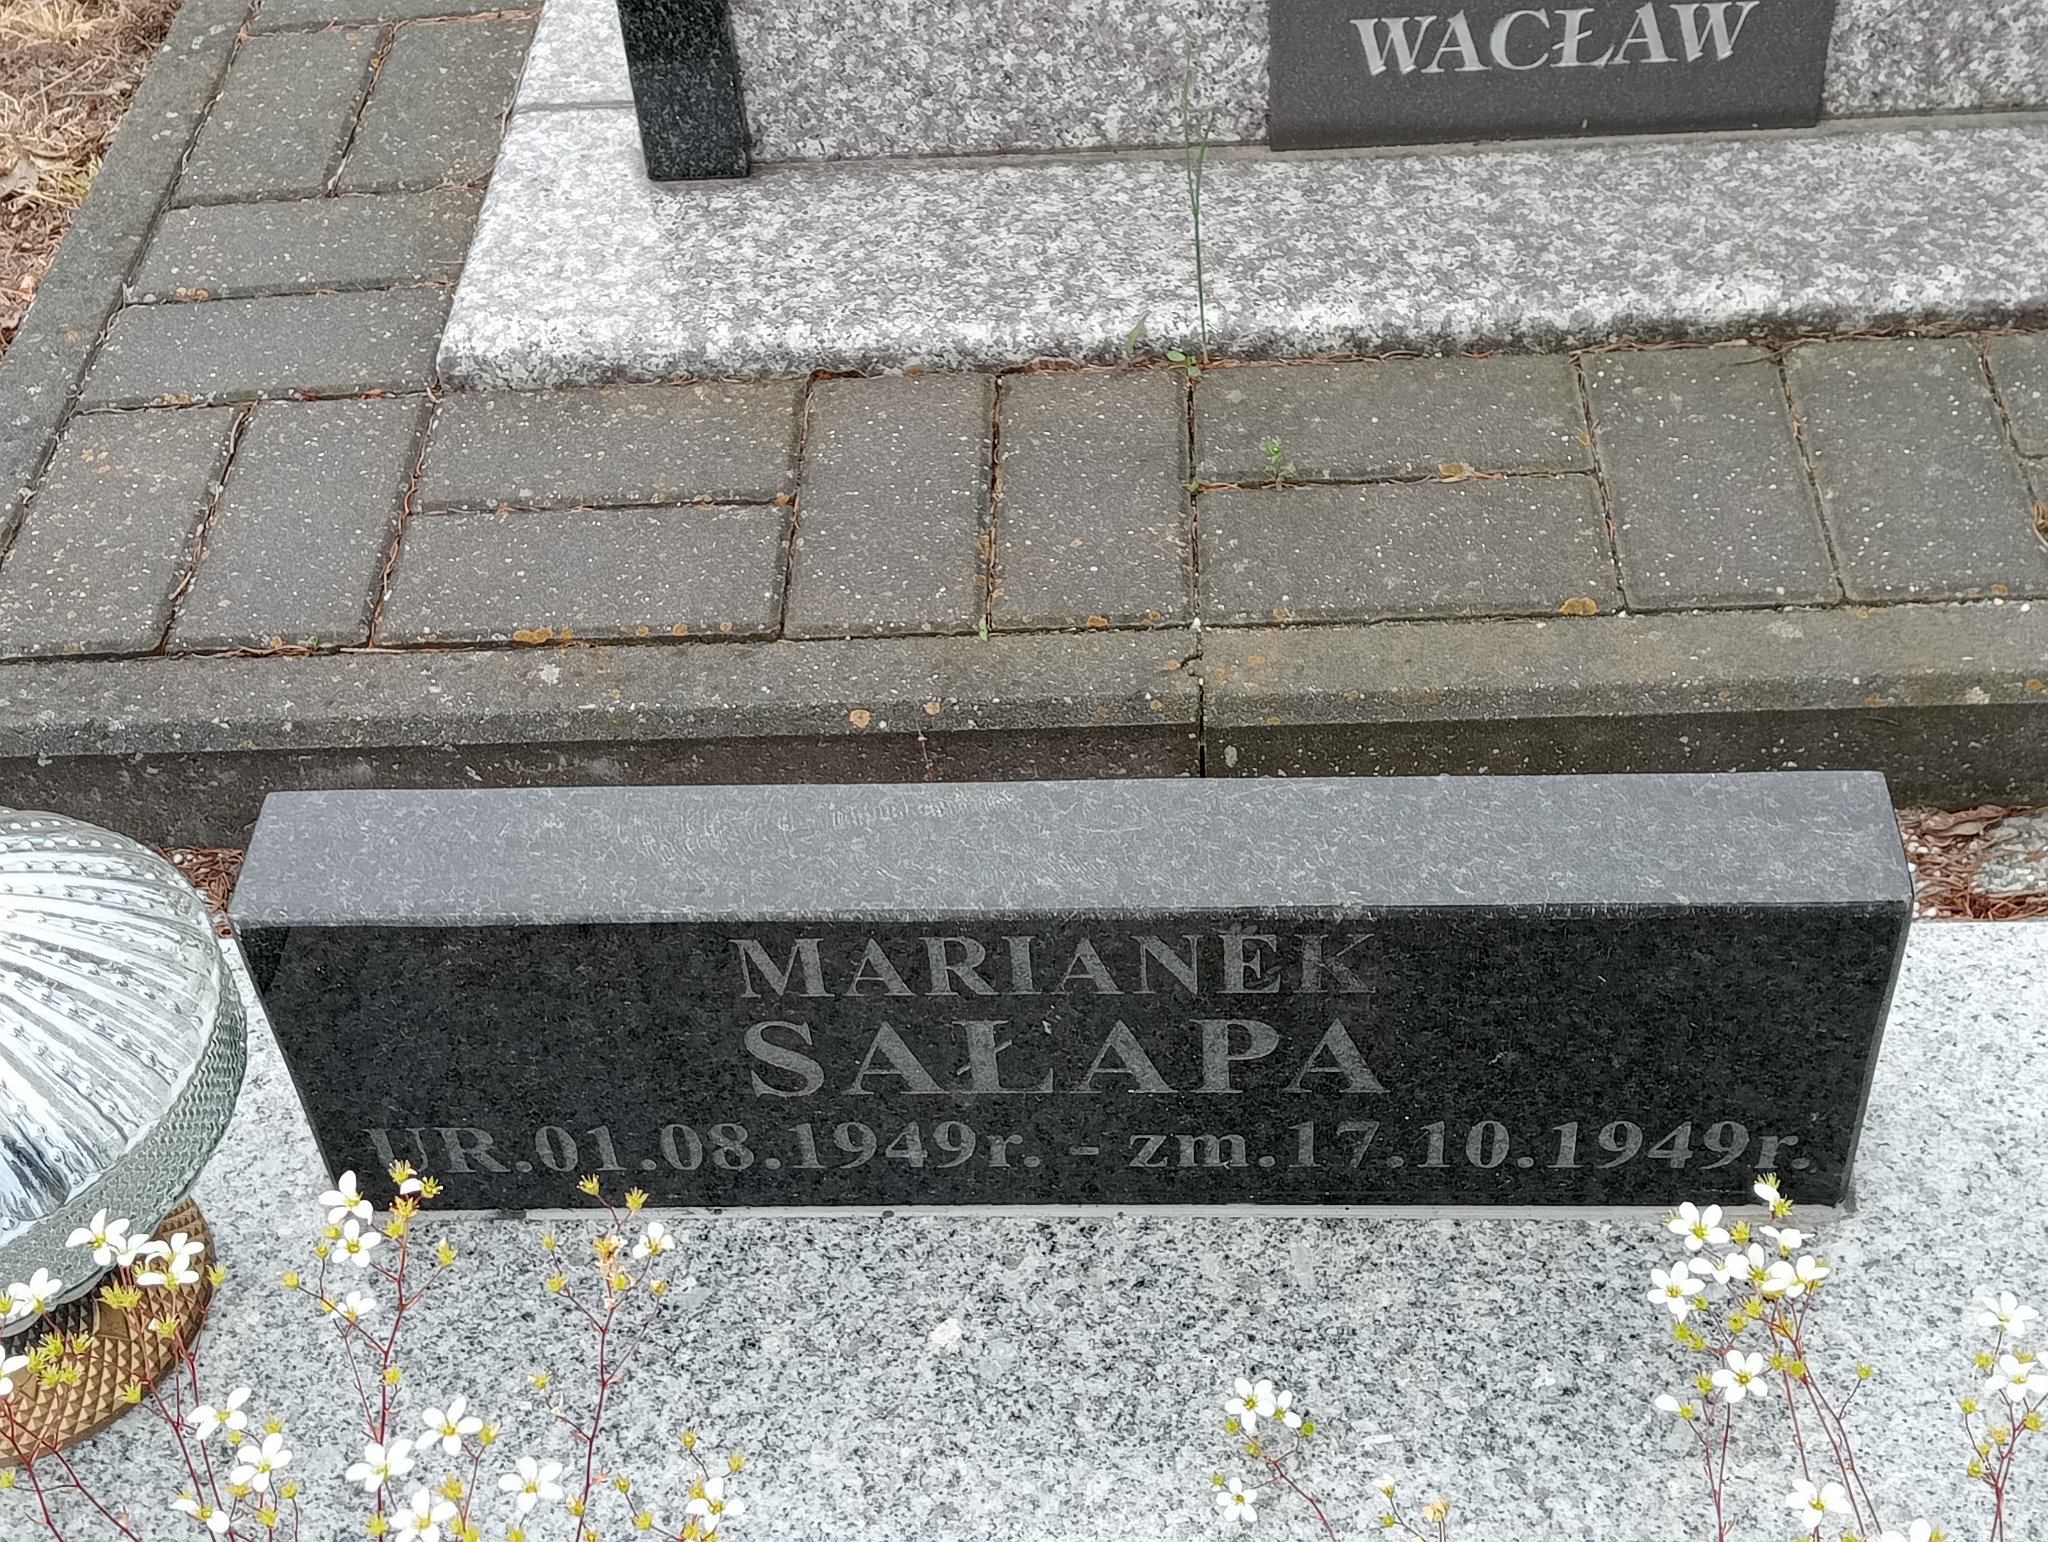 WACŁAW
MARIANEK
SAŁAPA
UR.01.08.1949r. - zm.17.10.1949r.